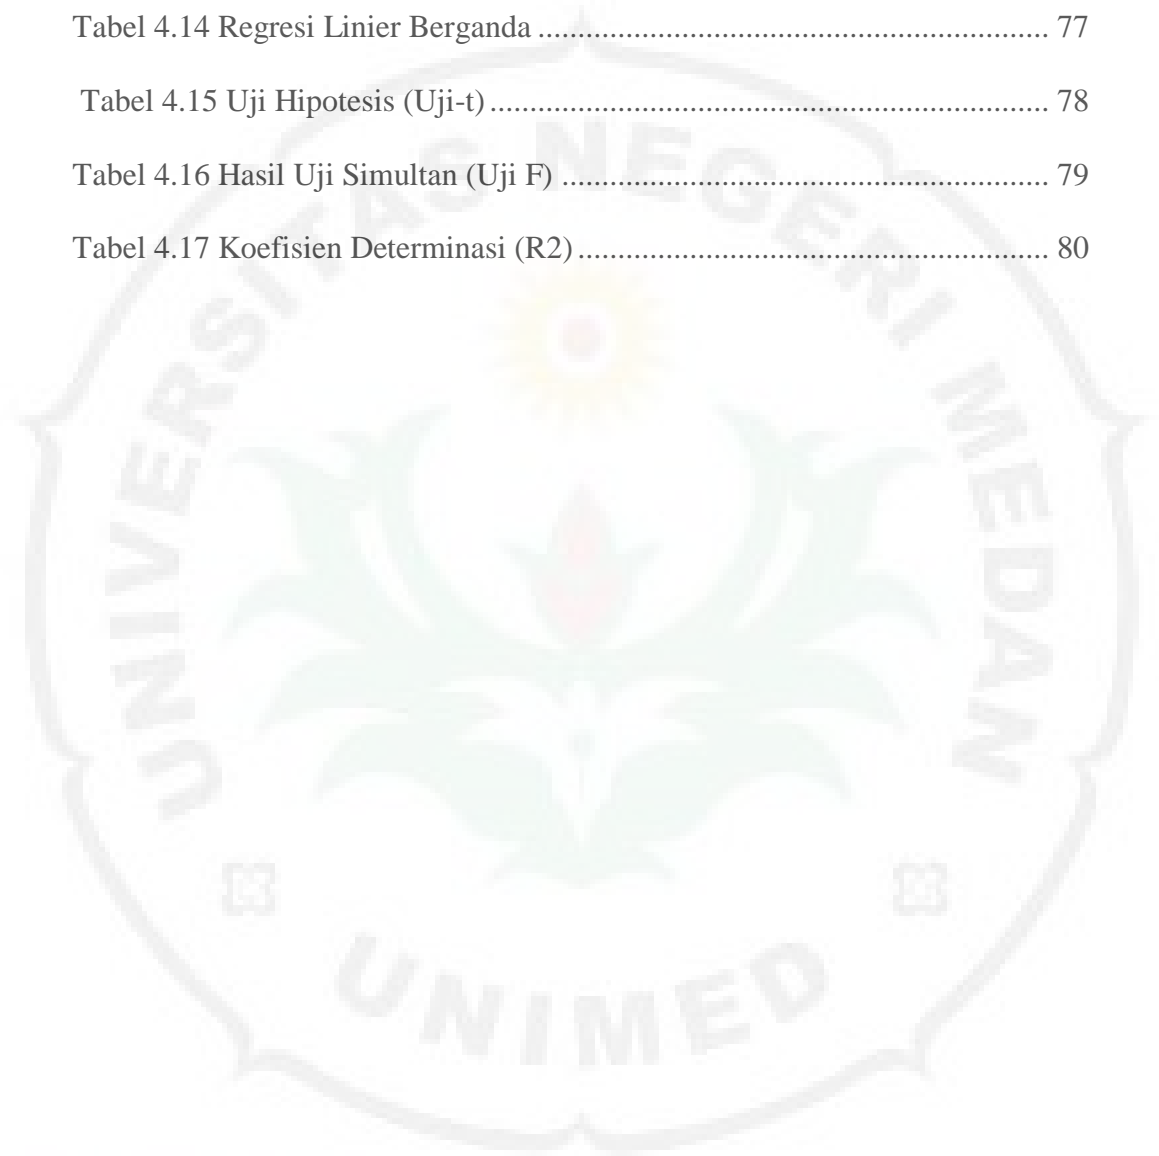 Tabel 4.14 Regresi Linier Berganda ................................................................. 77
Tabel 4.15 Uji Hipotesis (Uji-t) ....................................................................... 78
Tabel 4.16 Hasil Uji Simultan (Uji F) .............................................................. 79
Tabel 4.17 Koefisien Determinasi (R2) ............................................................ 80
UNIVERSITAS NEGERI MEDAN
UNIMED